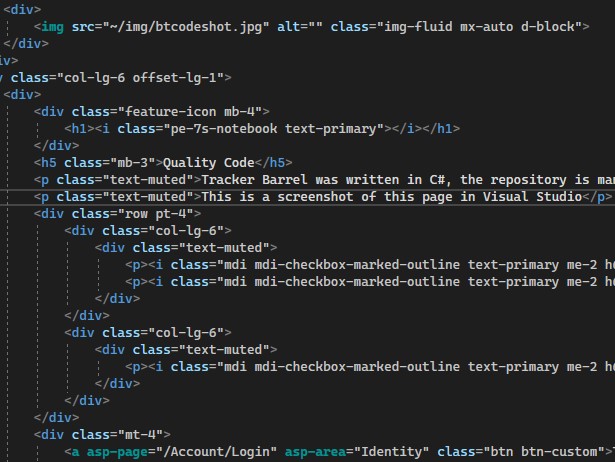 <div>
<img src="~/img/btcodeshot.jpg" alt="" class="img-fluid mx-auto d-block">
</div>
iv>
class="col-lg-6 offset-lg-1">
<div>
<div class="feature-icon mb-4">
<h1><i class="pe-7s-notebook text-primary"></i></h1>
</div>
<h5 class="mb-3">Quality Code</h5>
<p class="text-muted">Tracker Barrel was written in C#, the repository is man
<p class="text-muted">This is a screenshot of this page in Visual Studio</p>
<div class="row pt-4">
<div class="col-lg-6">
<div class="text-muted">
<p><i class="mdi mdi-checkbox-marked-outline text-primary me-2 h6
<p><i class="mdi mdi-checkbox-marked-outline text-primary me-2 h6
</div>
</div>
<div class="col-lg-6">
<div class="text-muted">
<p><i class="mdi mdi-checkbox-marked-outline text-primary me-2 h6
</div>
</div>
</div>
<div class="mt-4">
<a asp-page="/Account/Login" asp-area="Identity" class="btn btn-custom">